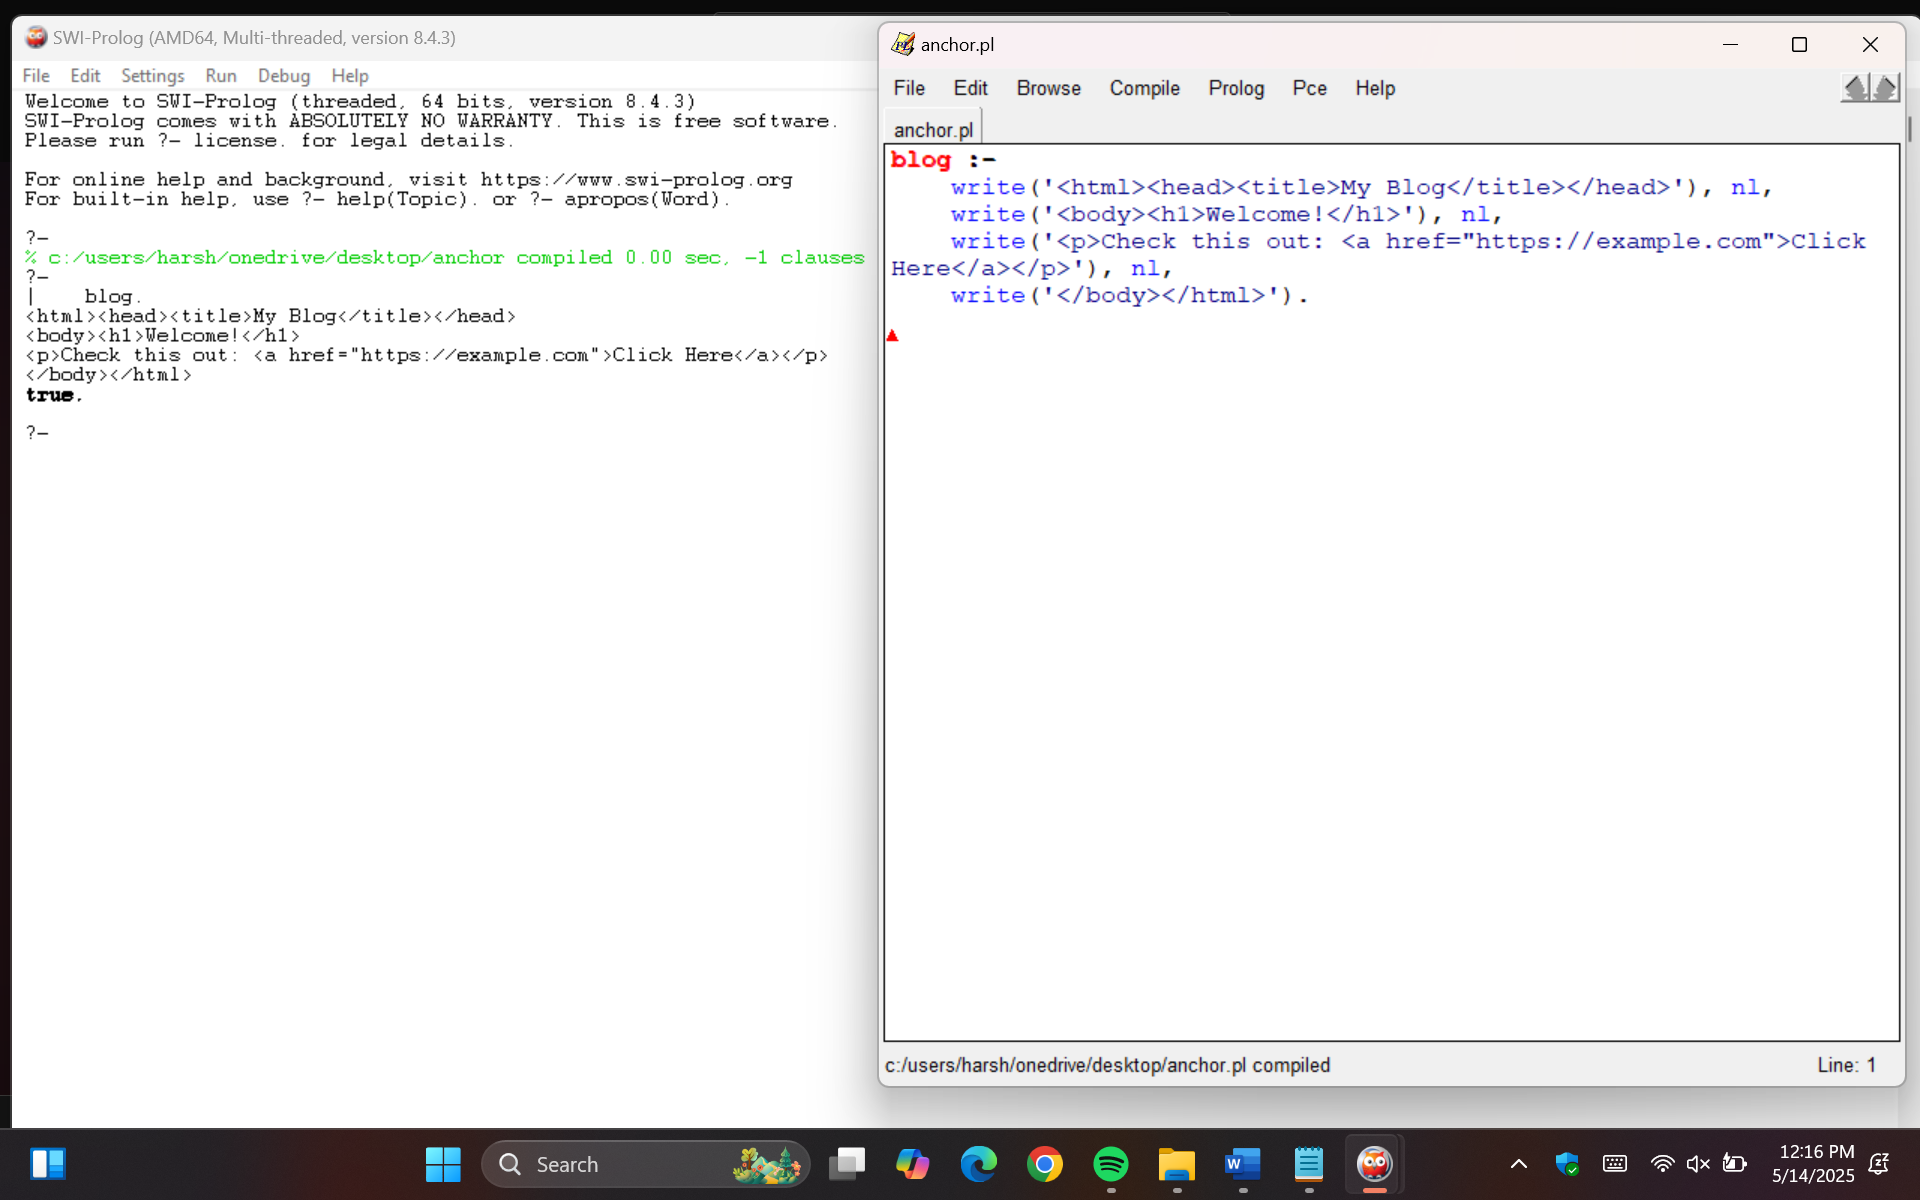 SWI-Prolog (AMD64, Multi-threaded, version 8.4.3)
File Edit Settings Run Debug Help
Welcome to SWI-Prolog (threaded, 64 bits, version 8.4.3)
SWI-Prolog comes with ABSOLUTELY NO WARRANTY. This is free software.
Please run ?- license. for legal details.
For online help and background, visit https://www.swi-prolog.org
For built-in help, use ?- help(Topic). or ?- apropos(Word).
?-
% c:/users/harsh/onedrive/desktop/anchor compiled 0.00 sec, -1 clauses
?-
|    blog.
<html><head><title>My Blog</title></head>
<body><h1>Welcome!</h1>
<p>Check this out: <a href="https://example.com">Click Here</a></p>
</body></html>
true.
?-
anchor.pl
File Edit Browse Compile Prolog Pce Help
anchor.pl
blog :-
    write('<html><head><title>My Blog</title></head>'), nl,
    write('<body><h1>Welcome!</h1>'), nl,
    write('<p>Check this out: <a href="https://example.com">Click
Here</a></p>'), nl,
    write('</body></html>').
c:/users/harsh/onedrive/desktop/anchor.pl compiled
Line: 1
Search
12:16 PM
5/14/2025